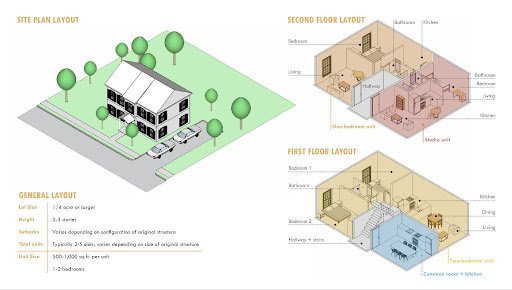 SITE PLAN LAYOUT
GENERAL LAYOUT
Lot Size 1/4 acre or larger
Height 2-3 stories
Setbacks Varies depending on configuration of original structure
Total units Typically 2-5 units; varies depending on size of original structure
Unit Size 500-1,000 sq.ft. per unit
1-2 bedrooms
SECOND FLOOR LAYOUT
Bathroom
Kitchen
Bedroom
Living
Hallway
Bathroom
Bedroom
Living
Kitchen
One-bedroom unit
Studio unit
FIRST FLOOR LAYOUT
Bedroom 1
Bathroom
Bedroom 2
Hallway + stairs
Kitchen
Dining
Living
Two-bedroom unit
Common room + kitchen